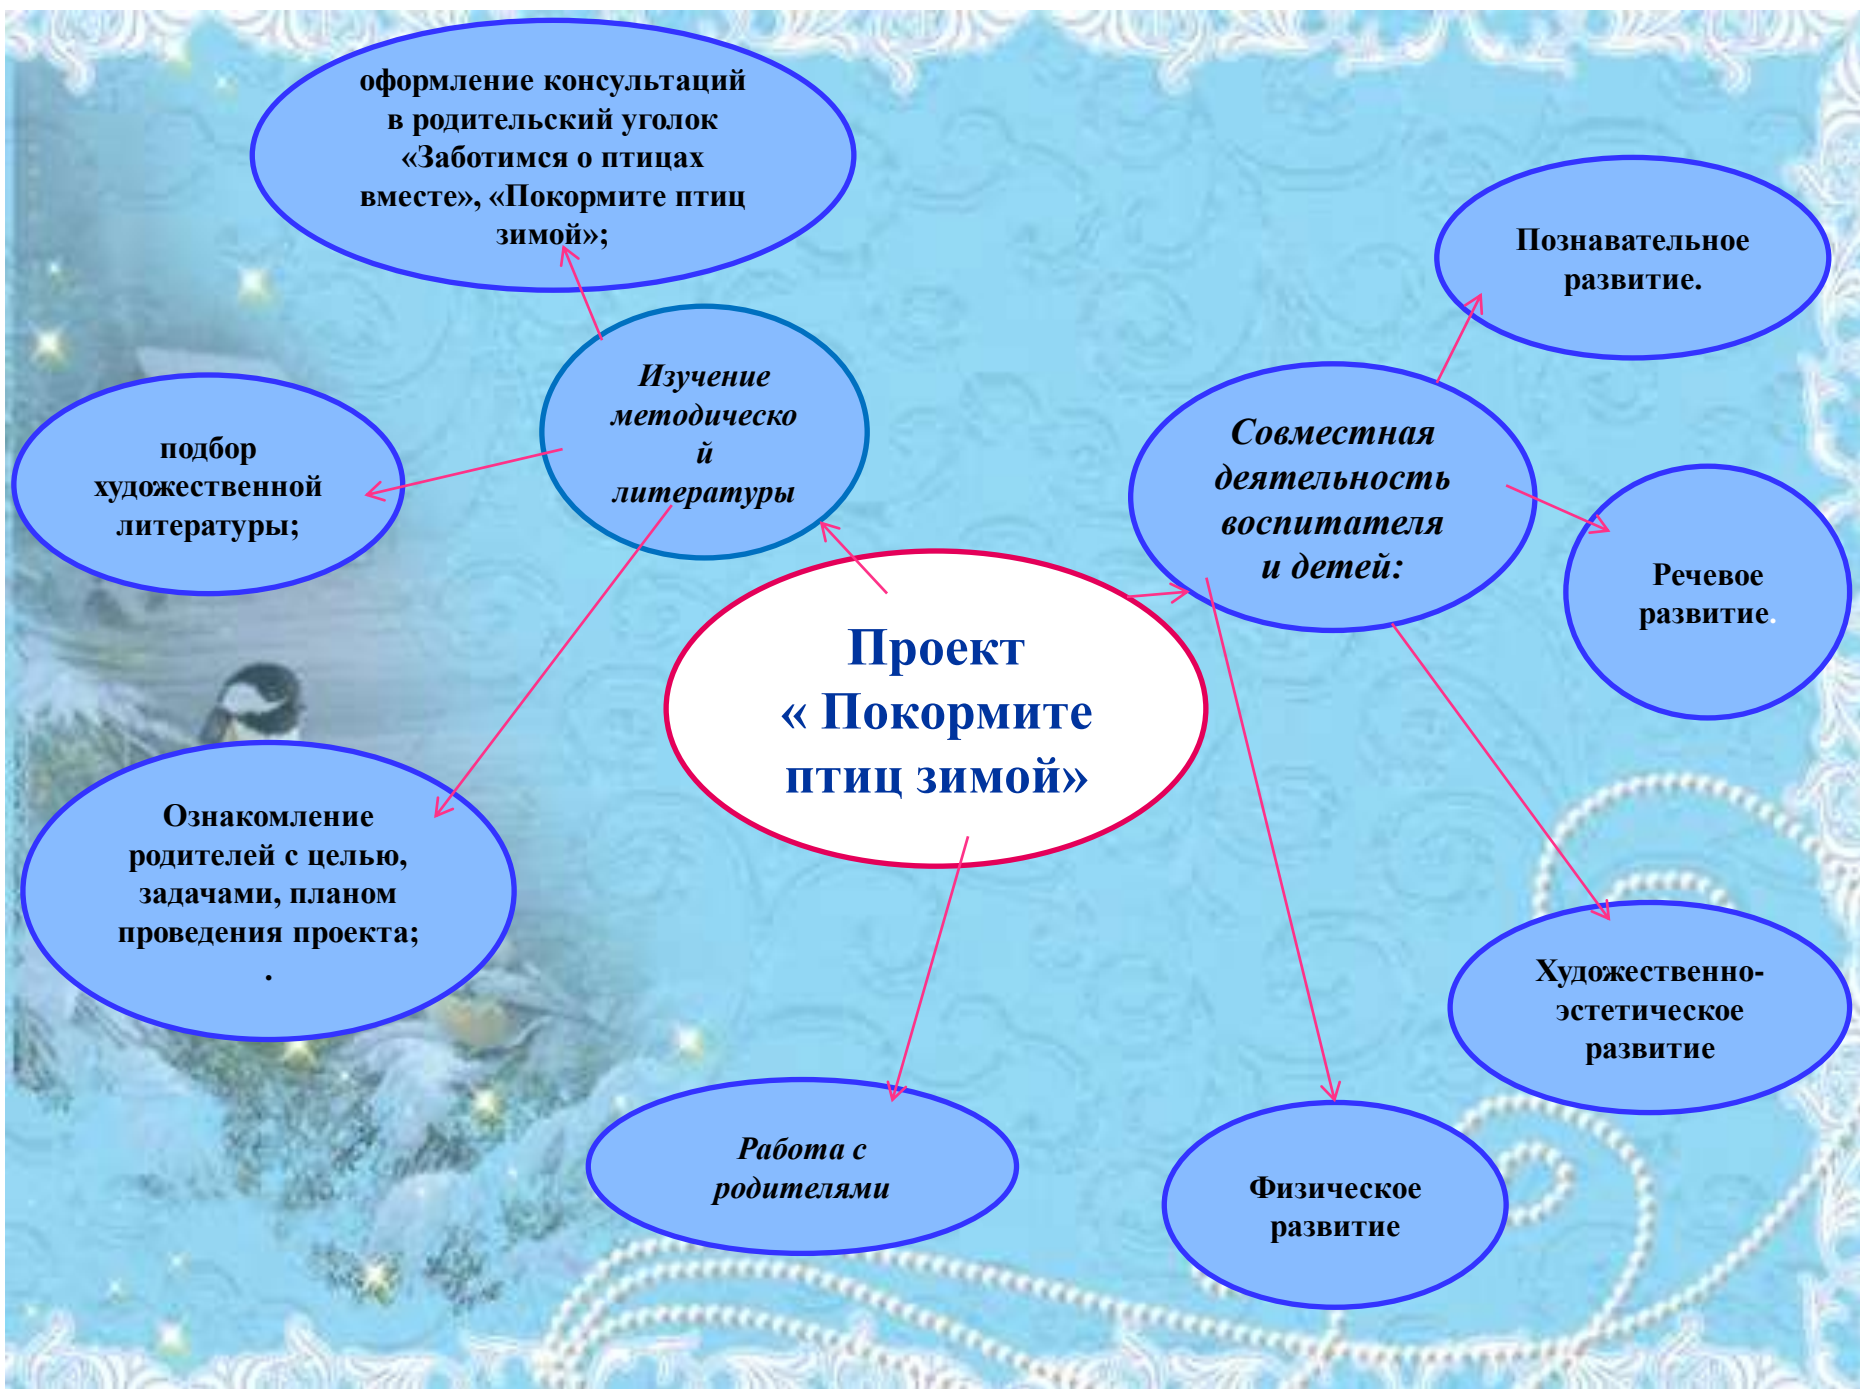 оформление консультаций
в родительский уголок
«Заботимся о птицах
вместе», «Покормите птиц
зимой»;
Познавательное
развитие.
Изучение
методическо
й
литературы
Совместная
деятельность
воспитателя
и детей:
подбор
художественной
литературы;
Речевое
развитие.
Проект
« Покормите
птиц зимой»
Ознакомление
родителей с целью,
задачами, планом
проведения проекта;
.
Художественно-
эстетическое
развитие
Работа с
родителями
Физическое
развитие